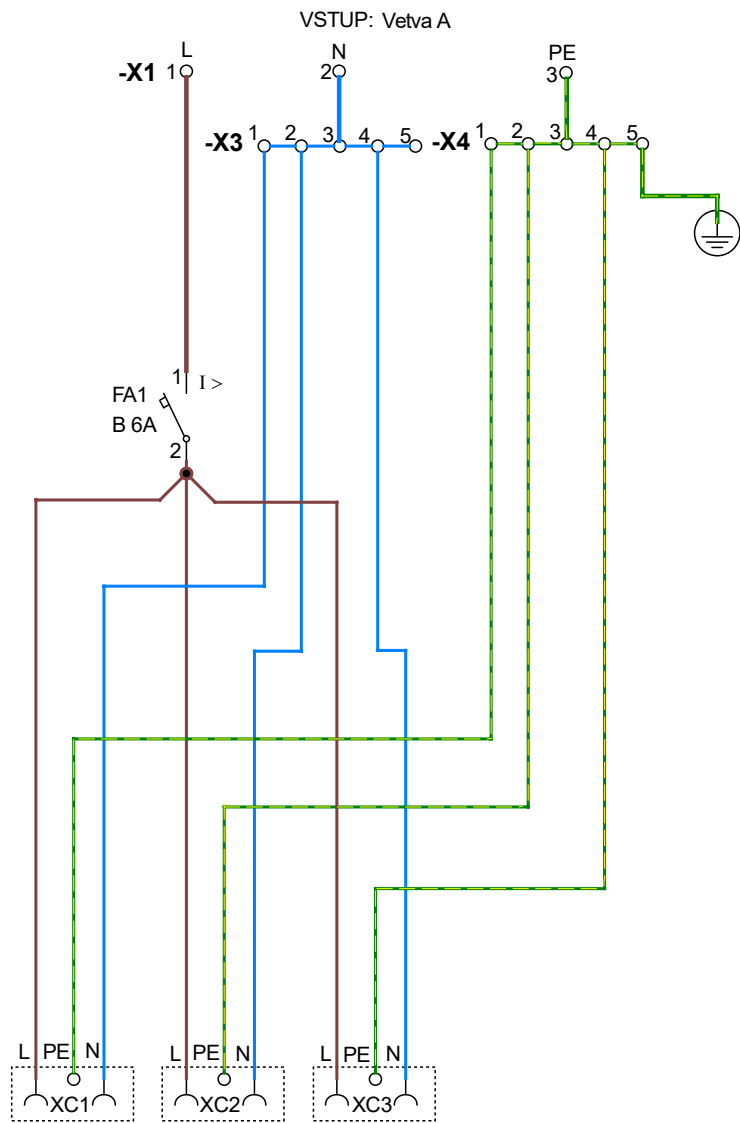 VSTUP: Vetva A
L N PE
-X1 1 2 3
-X3 1 2 3 4 5 -X4 1 2 3 4 5
1 I >
FA1
B 6A
2
L PE N L PE N L PE N
XC1 XC2 XC3